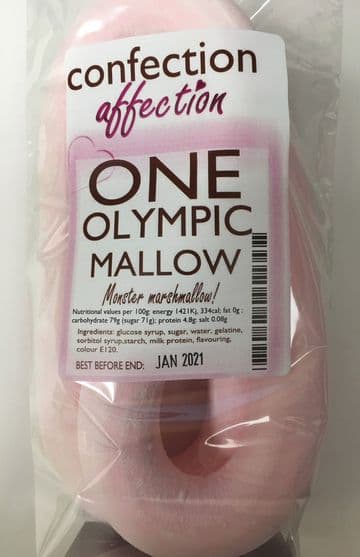 confection
affection
ONE
OLYMPIC
MALLOW
Monster marshmallow!
Nutritional values per 100g: energy 1421Kj, 334cal; fat 0g ;
carbohydrate 79g (sugar 71g); protein 4.8g; salt 0.08g
Ingredients: glucose syrup, sugar, water, gelatine,
sorbitol syrup,starch, milk protein, flavouring,
colour E120.
BEST BEFORE END: JAN 2021